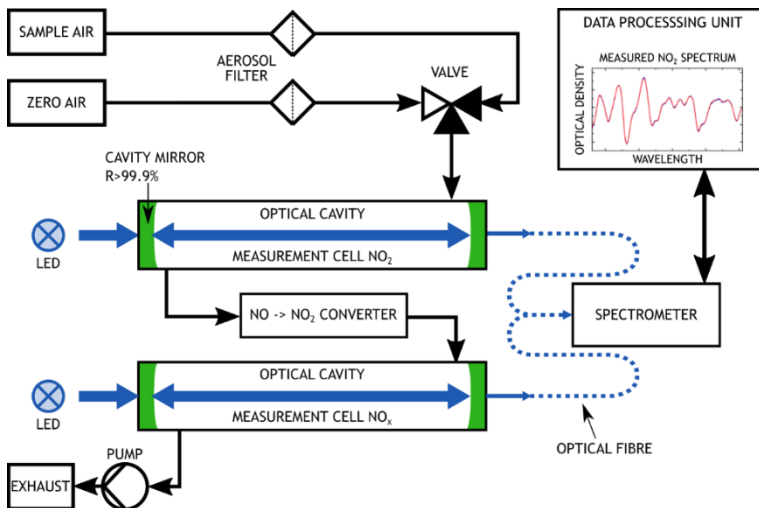 SAMPLE AIR
AEROSOL
FILTER
ZERO AIR
VALVE
DATA PROCESSSING UNIT
MEASURED NO₂ SPECTRUM
OPTICAL DENSITY
WAVELENGTH
CAVITY MIRROR
R>99.9%
LED
OPTICAL CAVITY
MEASUREMENT CELL NO₂
NO -> NO₂ CONVERTER
SPECTROMETER
LED
OPTICAL CAVITY
MEASUREMENT CELL NOₓ
OPTICAL FIBRE
PUMP
EXHAUST